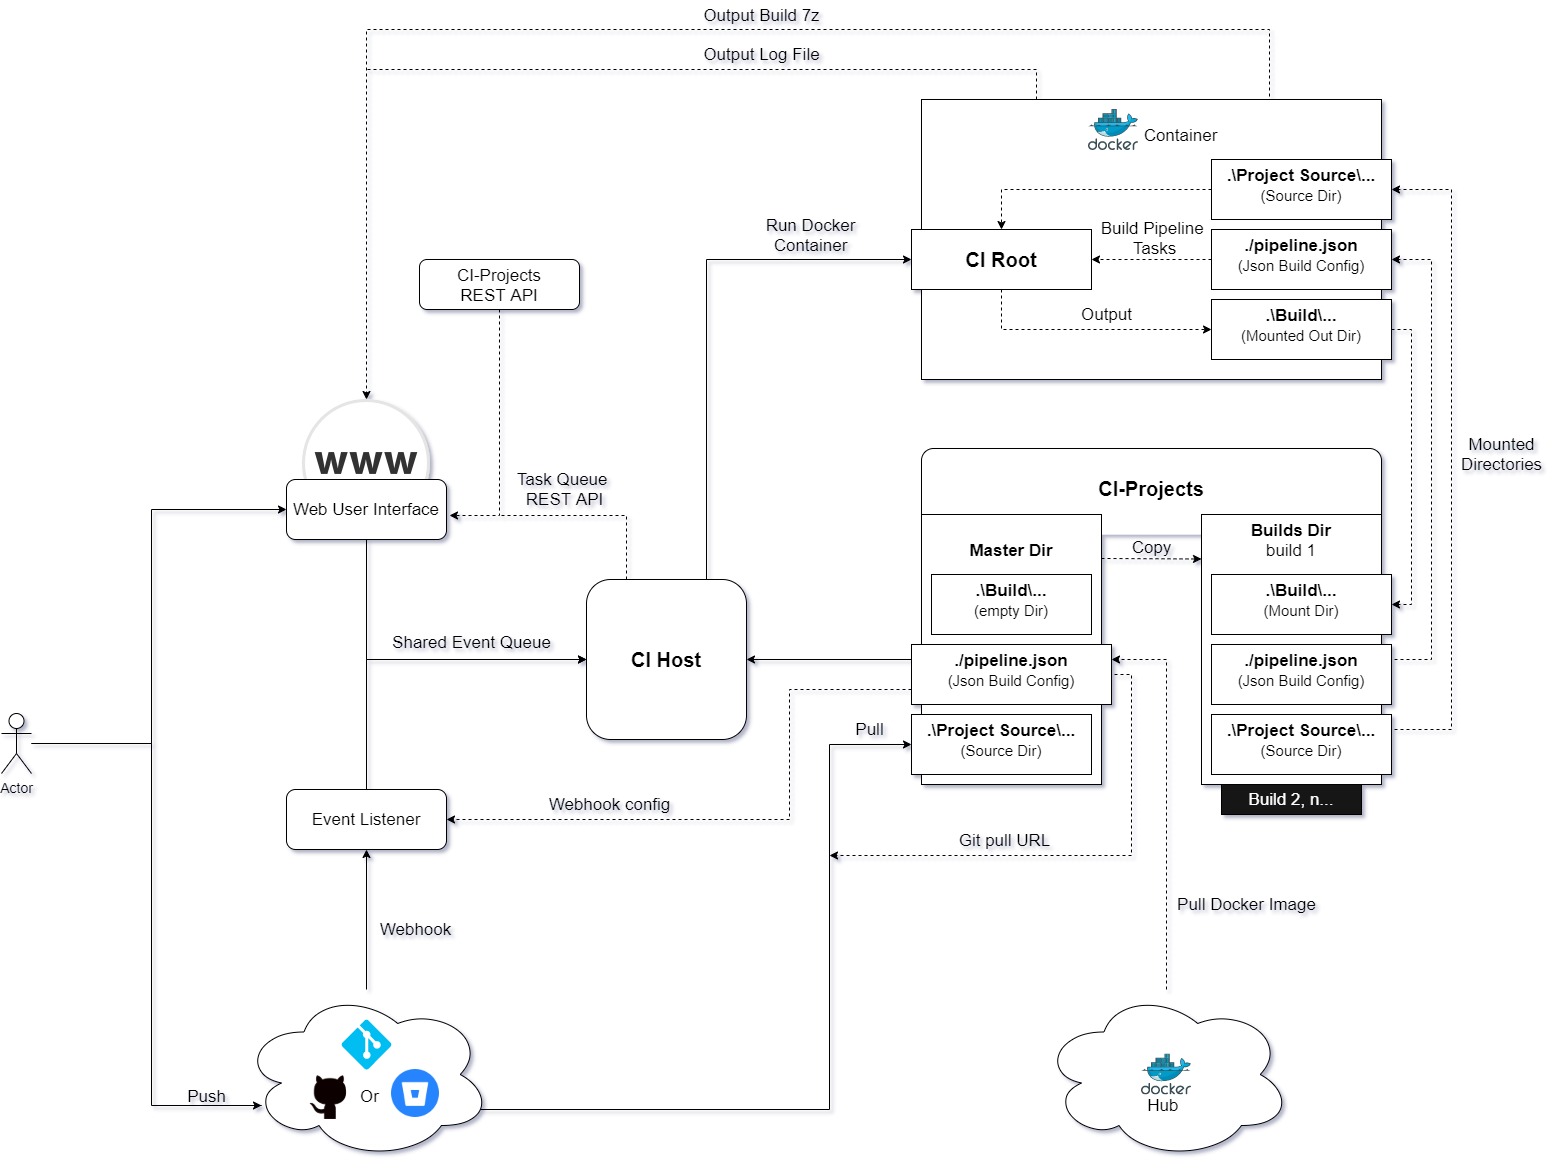 Output Build 7z
Output Log File
docker
Container
.\Project Source\...
(Source Dir)
Run Docker
Container
Build Pipeline
Tasks
CI Root
./pipeline.json
(Json Build Config)
CI-Projects
REST API
Output
.\Build\...
(Mounted Out Dir)
Mounted
Directories
WWW
Web User Interface
Task Queue
REST API
CI-Projects
Master Dir
Copy
Builds Dir
build 1
.\Build\...
(empty Dir)
.\Build\...
(Mount Dir)
Shared Event Queue
CI Host
./pipeline.json
(Json Build Config)
./pipeline.json
(Json Build Config)
Pull
.\Project Source\...
(Source Dir)
.\Project Source\...
(Source Dir)
Actor
Build 2, n...
Webhook config
Event Listener
Git pull URL
Pull Docker Image
Webhook
Push
Or
docker
Hub